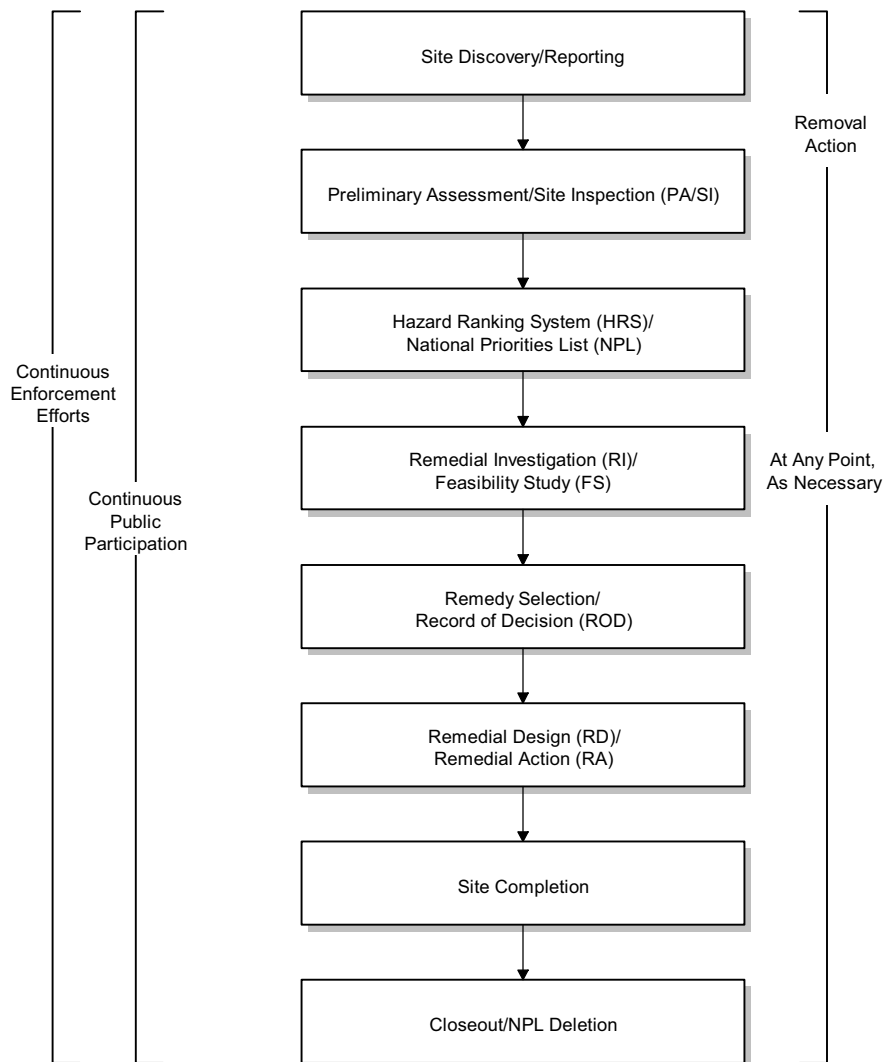 Site Discovery/Reporting
Removal
Action
Preliminary Assessment/Site Inspection (PA/SI)
Hazard Ranking System (HRS)/
National Priorities List (NPL)
Continuous
Enforcement
Efforts
Remedial Investigation (RI)/
Feasibility Study (FS)
At Any Point,
As Necessary
Continuous
Public
Participation
Remedy Selection/
Record of Decision (ROD)
Remedial Design (RD)/
Remedial Action (RA)
Site Completion
Closeout/NPL Deletion